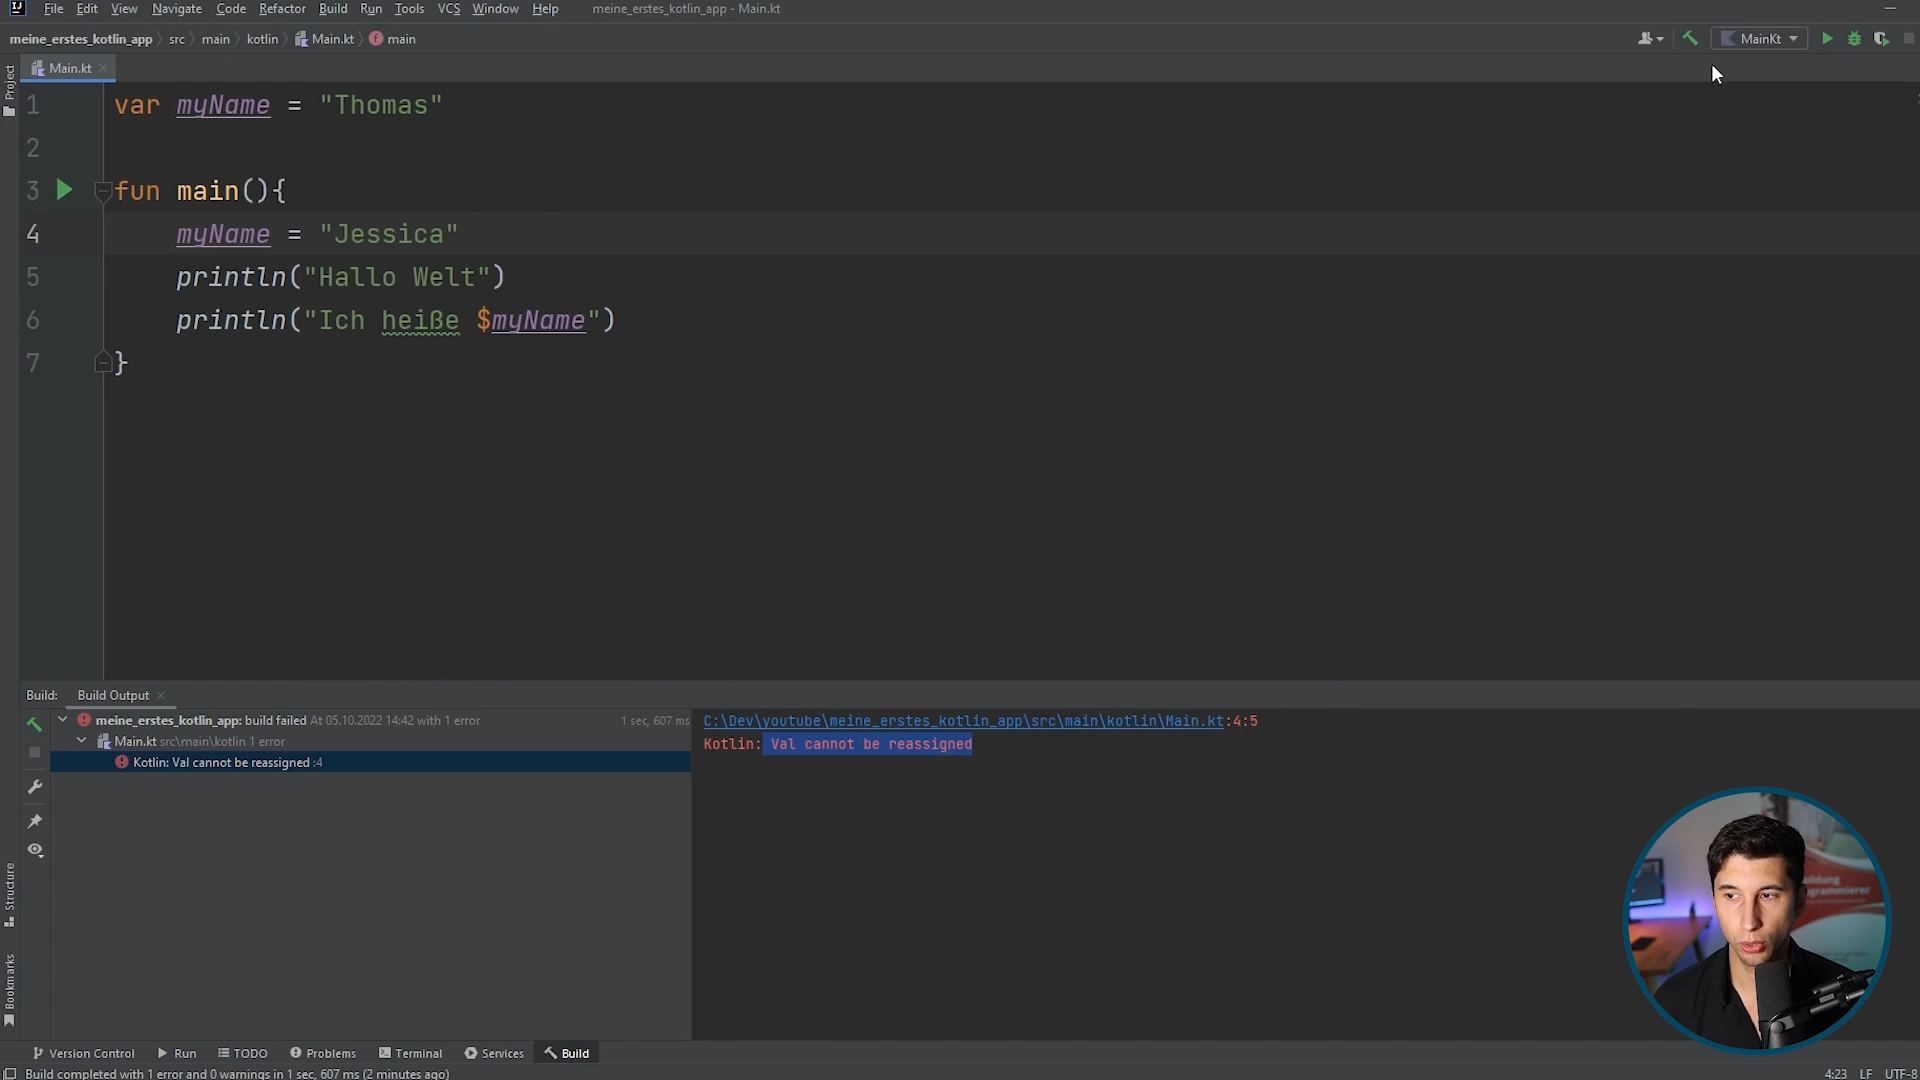 File Edit View Navigate Code Refactor Build Run Tools VCS Window Help meine_erstes_kotlin_app - Main.kt
meine_erstes_kotlin_app src main kotlin Main.kt main MainKt
Project
Main.kt
1 var myName = "Thomas"
2
3 fun main(){
4 myName = "Jessica"
5 println("Hallo Welt")
6 println("Ich heiße $myName")
7 }
Build: Build Output
meine_erstes_kotlin_app: build failed At 05.10.2022 14:42 with 1 error 1 sec, 607 ms
Main.kt src\main\kotlin 1 error
Kotlin: Val cannot be reassigned :4
C:\Dev\youtube\meine_erstes_kotlin_app\src\main\kotlin\Main.kt:4:5
Kotlin: Val cannot be reassigned
Structure
Bookmarks
Version Control Run TODO Problems Terminal Services Build
Build completed with 1 error and 0 warnings in 1 sec, 607 ms (2 minutes ago) 4:23 LF UTF-8